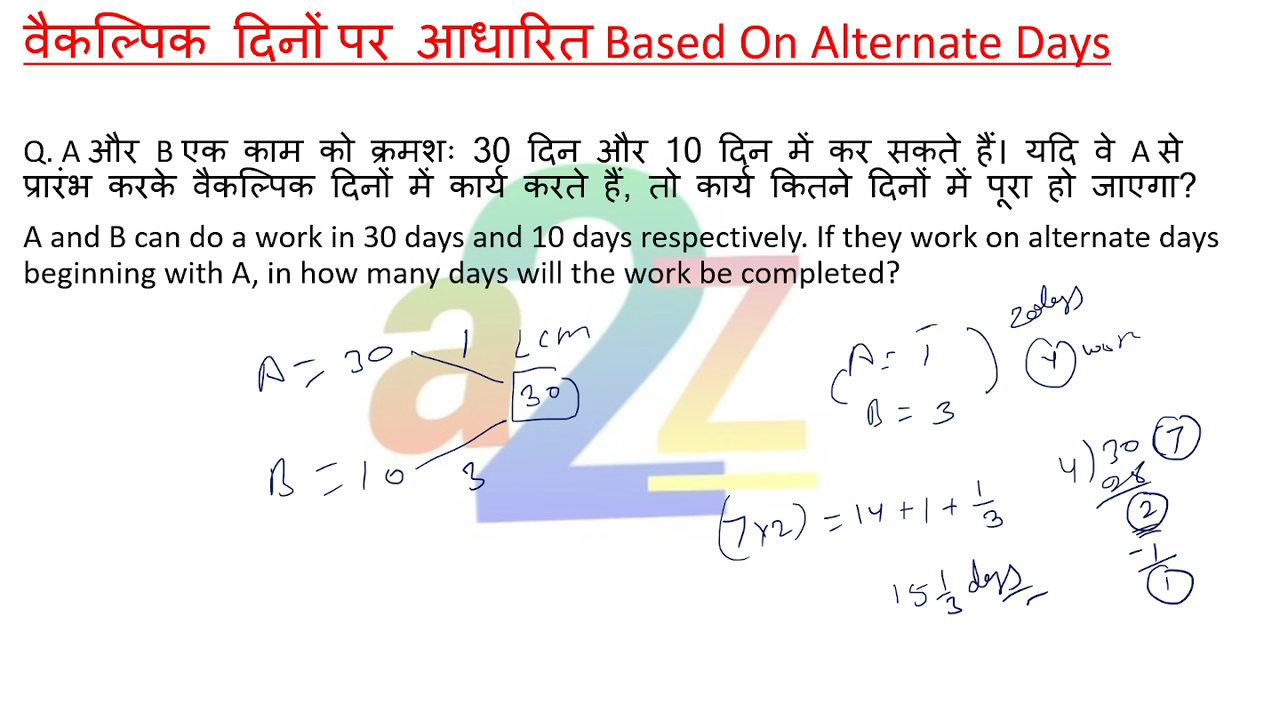 वैकल्पिक दिनों पर आधारित Based On Alternate Days
Q. A और B एक काम को क्रमशः 30 दिन और 10 दिन में कर सकते हैं। यदि वे A से
प्रारंभ करके वैकल्पिक दिनों में कार्य करते हैं, तो कार्य कितने दिनों में पूरा हो जाएगा?
A and B can do a work in 30 days and 10 days respectively. If they work on alternate days
beginning with A, in how many days will the work be completed?
a2z
A = 30 1 Lcm
30
B = 10 3
A = 1
B = 3
2 days
4 work
4) 30 (7
28
2
-1
1
(7x2) = 14 + 1 + 1/3
15 1/3 days